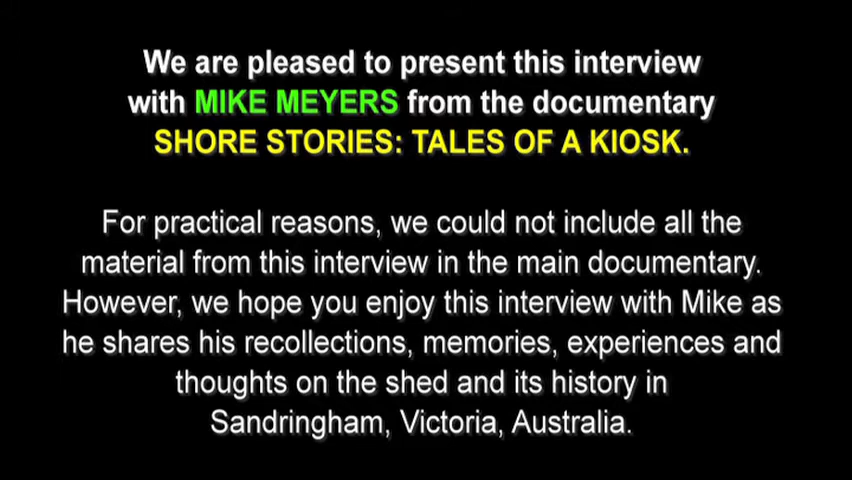 We are pleased to present this interview
with MIKE MEYERS from the documentary
SHORE STORIES: TALES OF A KIOSK.
For practical reasons, we could not include all the
material from this interview in the main documentary.
However, we hope you enjoy this interview with Mike as
he shares his recollections, memories, experiences and
thoughts on the shed and its history in
Sandringham, Victoria, Australia.